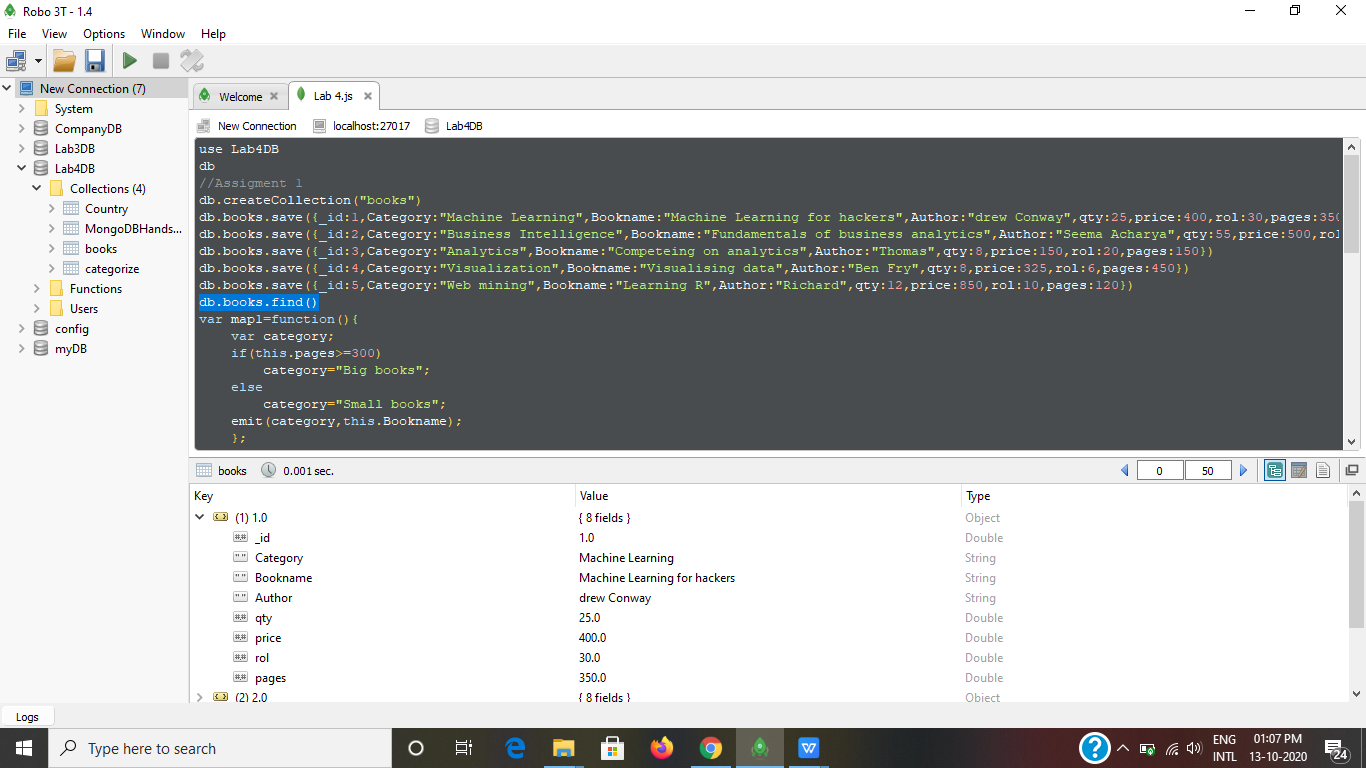 Robo 3T - 1.4
File View Options Window Help
New Connection (7)
System
CompanyDB
Lab3DB
Lab4DB
Collections (4)
Country
MongoDBHands...
books
categorize
Functions
Users
config
myDB
Welcome
Lab 4.js
New Connection localhost:27017 Lab4DB
use Lab4DB
db
//Assigment 1
db.createCollection("books")
db.books.save({_id:1,Category:"Machine Learning",Bookname:"Machine Learning for hackers",Author:"drew Conway",qty:25,price:400,rol:30,pages:350
db.books.save({_id:2,Category:"Business Intelligence",Bookname:"Fundamentals of business analytics",Author:"Seema Acharya",qty:55,price:500,rol
db.books.save({_id:3,Category:"Analytics",Bookname:"Competeing on analytics",Author:"Thomas",qty:8,price:150,rol:20,pages:150})
db.books.save({_id:4,Category:"Visualization",Bookname:"Visualising data",Author:"Ben Fry",qty:8,price:325,rol:6,pages:450})
db.books.save({_id:5,Category:"Web mining",Bookname:"Learning R",Author:"Richard",qty:12,price:850,rol:10,pages:120})
db.books.find()
var mapl=function(){
var category;
if(this.pages>=300)
category="Big books";
else
category="Small books";
emit(category,this.Bookname);
};
books 0.001 sec. 0 50
Key Value Type
(1) 1.0 { 8 fields } Object
_id 1.0 Double
Category Machine Learning String
Bookname Machine Learning for hackers String
Author drew Conway String
qty 25.0 Double
price 400.0 Double
rol 30.0 Double
pages 350.0 Double
(2) 2.0 { 8 fields } Object
Logs
Type here to search
ENG 01:07 PM
INTL 13-10-2020 24